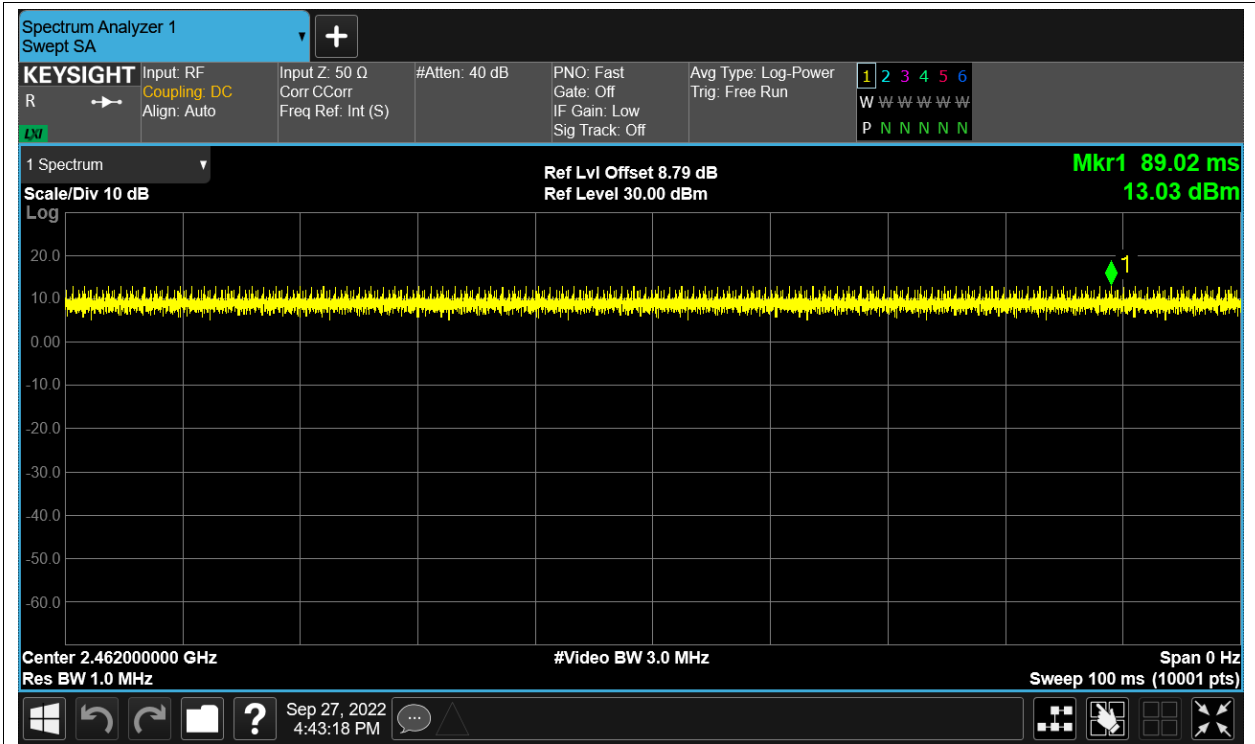 Spectrum Analyzer 1
Swept SA
KEYSIGHT
R
LXI
Input: RF
Coupling: DC
Align: Auto
Input Z: 50 Ω
Corr CCorr
Freq Ref: Int (S)
#Atten: 40 dB
PNO: Fast
Gate: Off
IF Gain: Low
Sig Track: Off
Avg Type: Log-Power
Trig: Free Run
1 2 3 4 5 6
W W W W W W
P N N N N N
1 Spectrum
Scale/Div 10 dB
Ref Lvl Offset 8.79 dB
Ref Level 30.00 dBm
Mkr1 89.02 ms
13.03 dBm
Log
1
20.0
10.0
0.00
-10.0
-20.0
-30.0
-40.0
-50.0
-60.0
Center 2.462000000 GHz
#Video BW 3.0 MHz
Span 0 Hz
Res BW 1.0 MHz
Sweep 100 ms (10001 pts)
?
Sep 27, 2022
4:43:18 PM